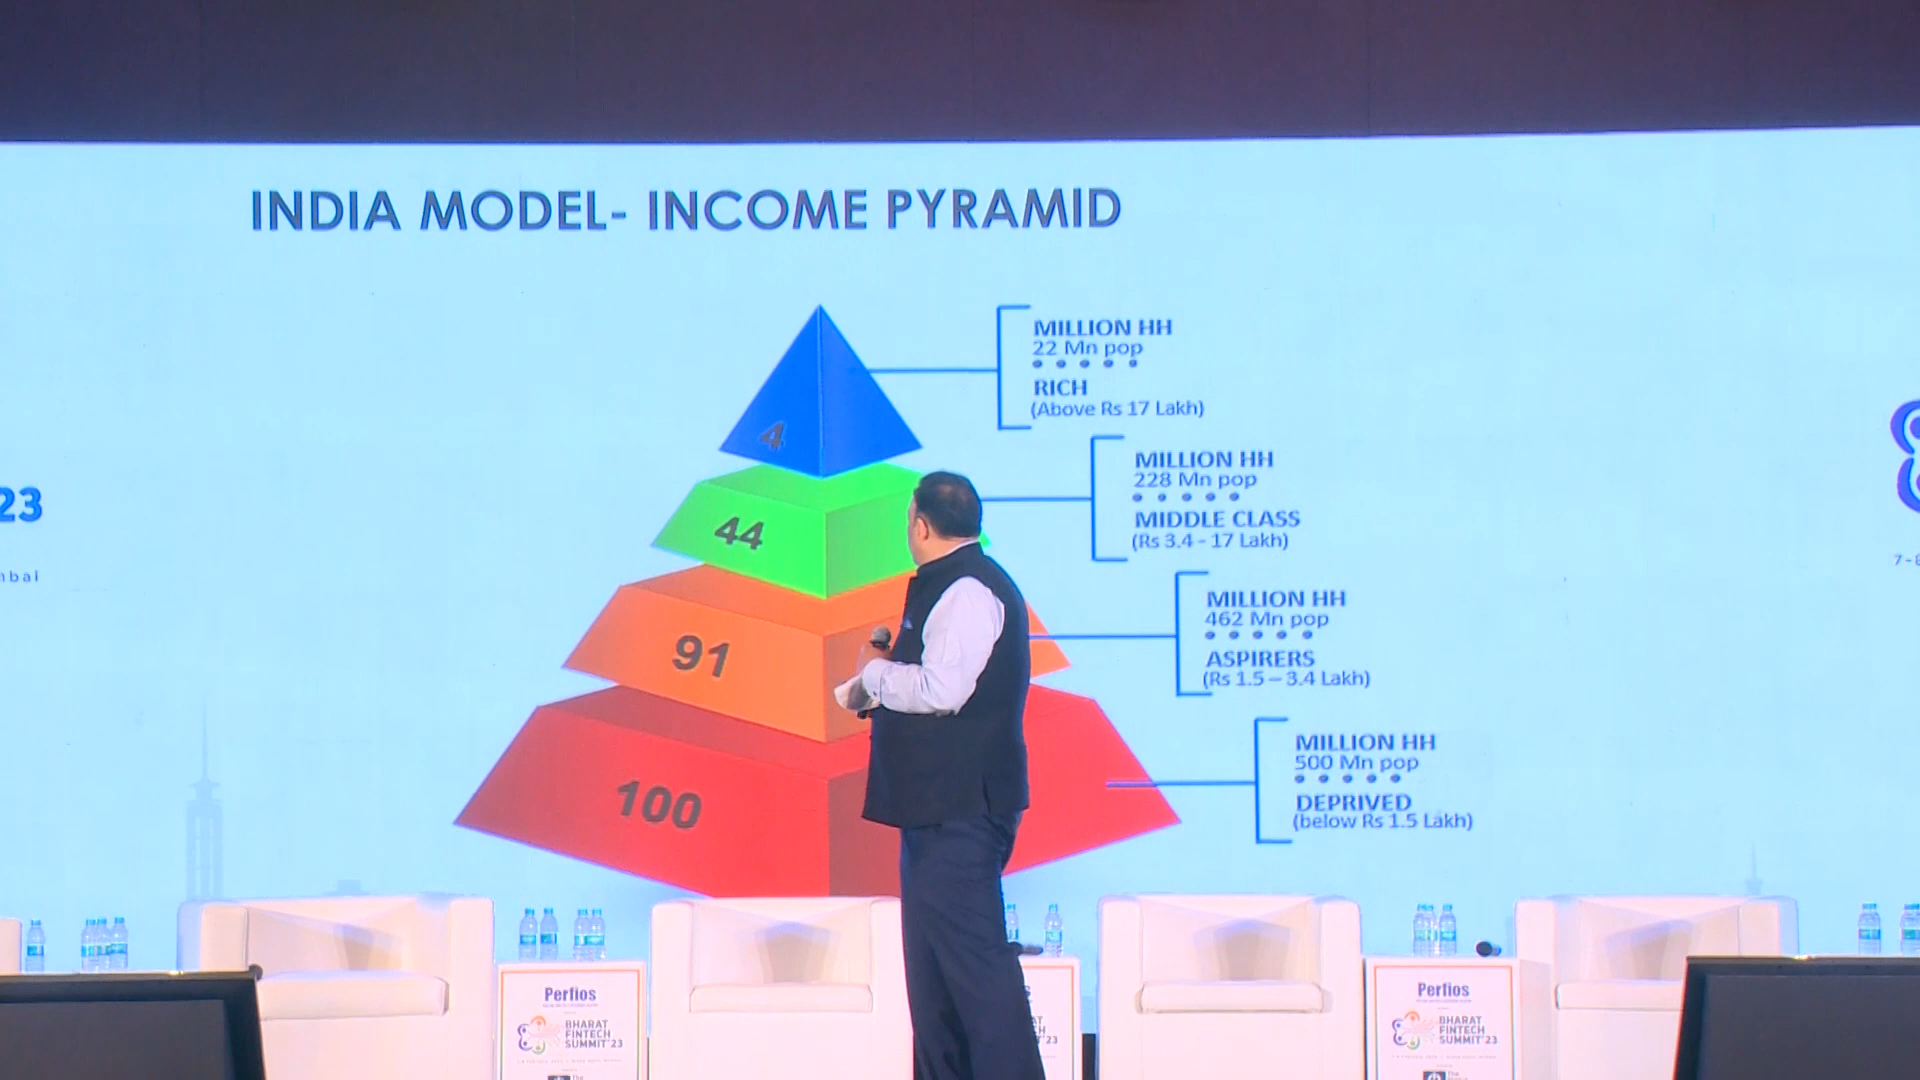 INDIA MODEL- INCOME PYRAMID
MILLION HH
22 Mn pop
RICH
(Above Rs 17 Lakh)
4
MILLION HH
228 Mn pop
MIDDLE CLASS
(Rs 3.4 - 17 Lakh)
44
MILLION HH
462 Mn pop
ASPIRERS
(Rs 1.5 – 3.4 Lakh)
91
MILLION HH
500 Mn pop
DEPRIVED
(below Rs 1.5 Lakh)
100
23
Perfios
BHARAT
FINTECH
SUMMIT'23
The
Perfios
BHARAT
FINTECH
SUMMIT'23
The